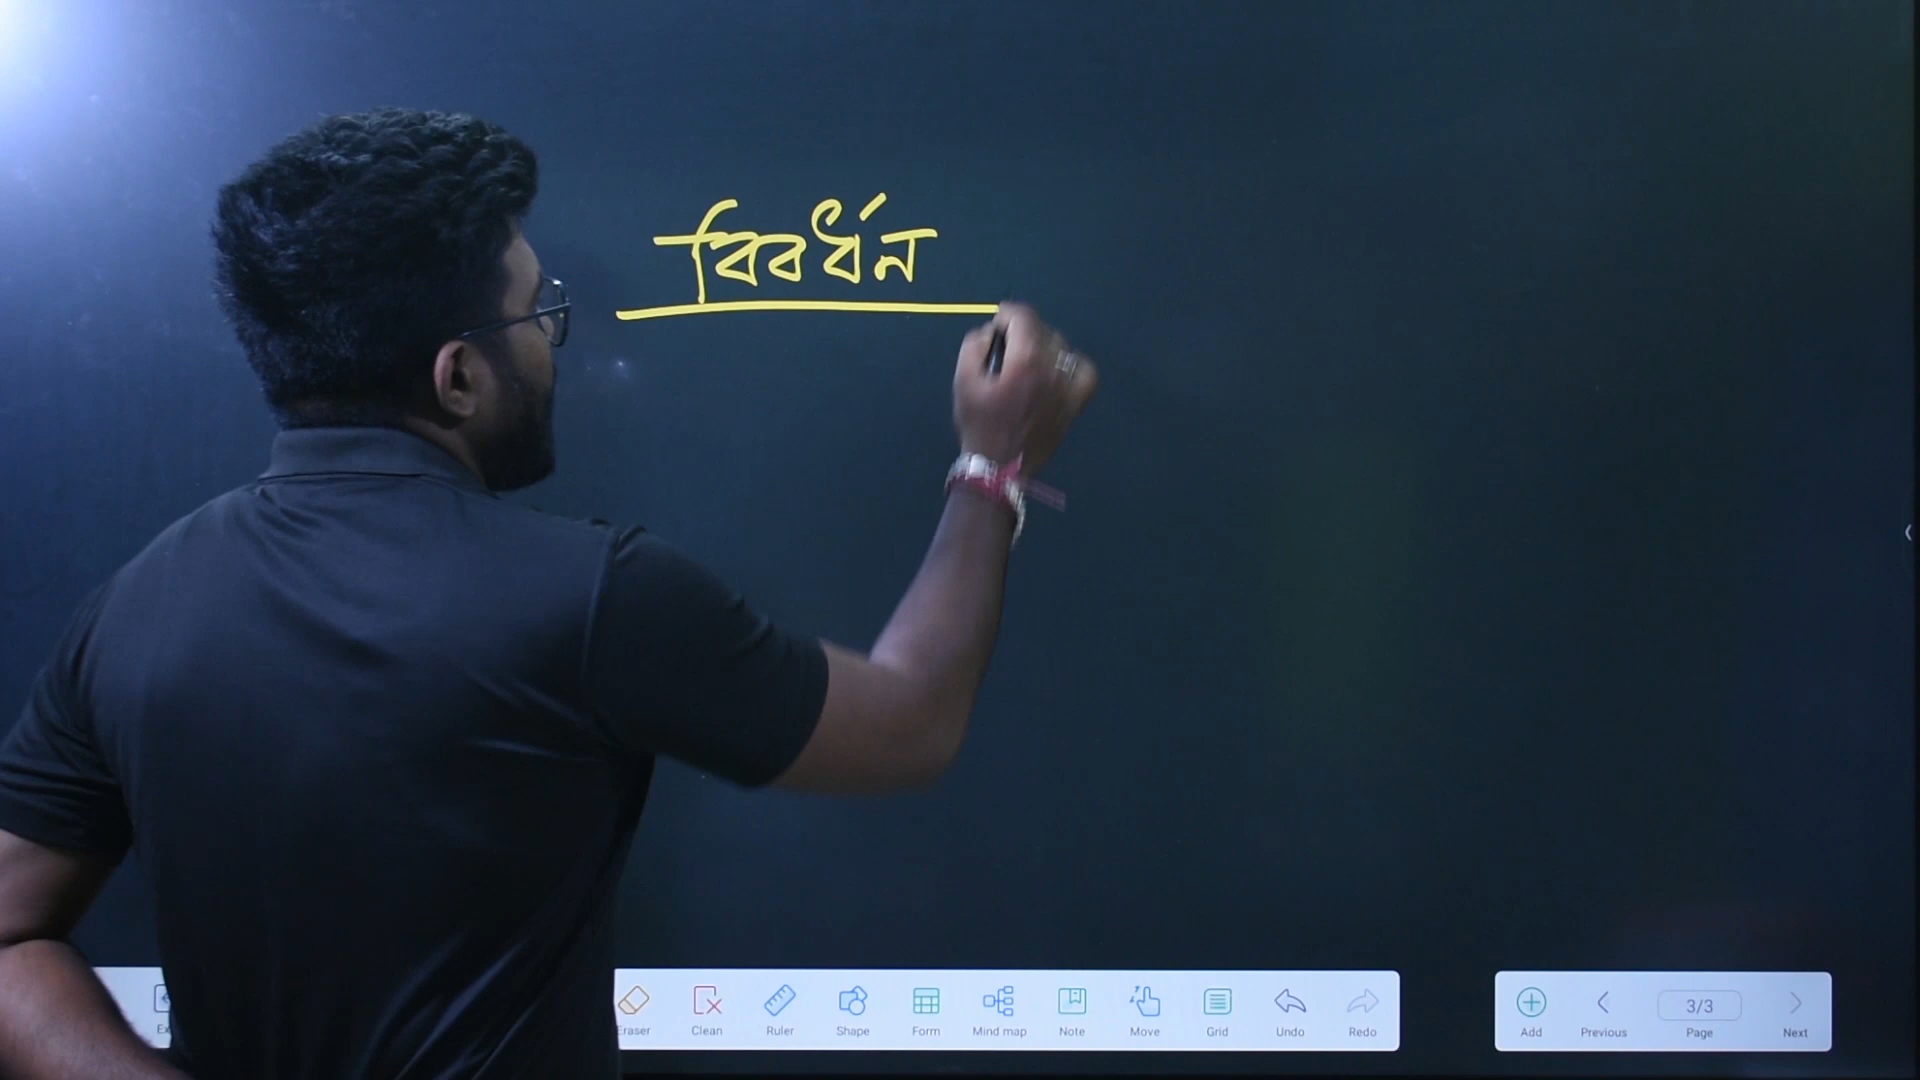 বিবর্ধন
Eraser
Clean
Ruler
Shape
Form
Mind map
Note
Move
Grid
Undo
Redo
Add
Previous
3/3
Page
Next